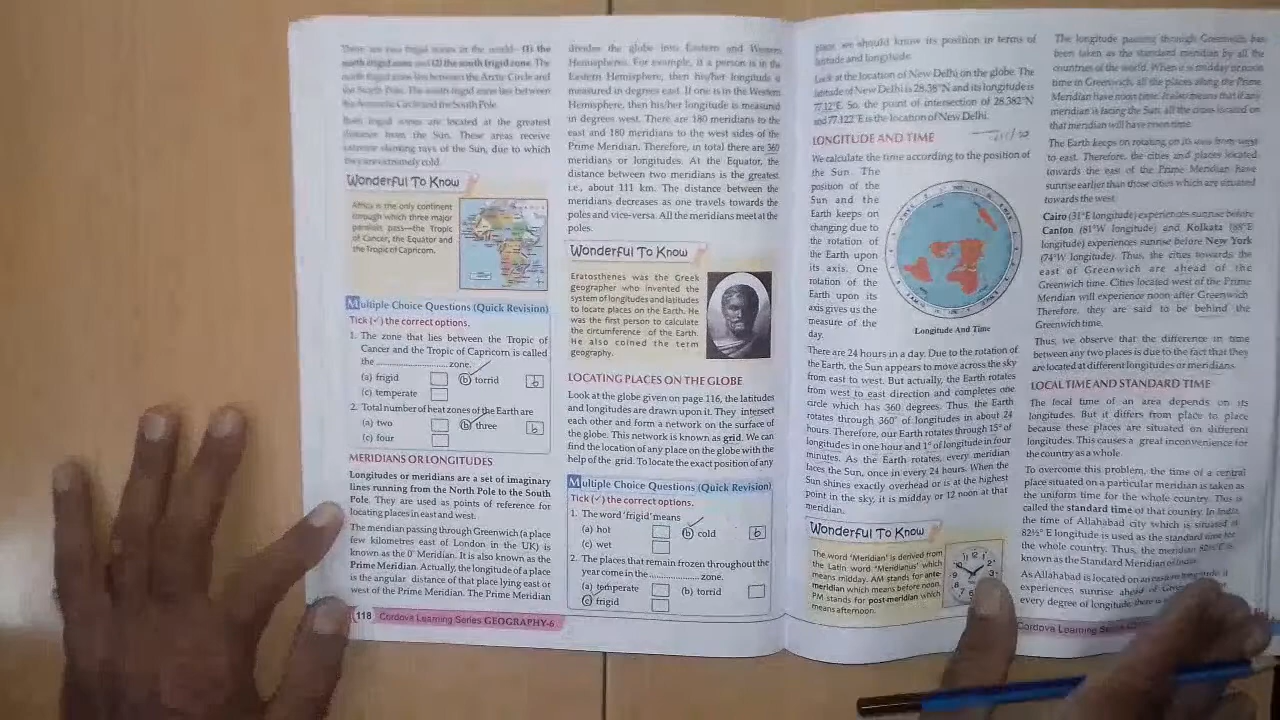 There are two frigid zones in the world—(1) the
north frigid zone and (2) the south frigid zone. The
north frigid zone lies between the Arctic Circle and
the North Pole. The south frigid zone lies between
the Antarctic Circle and the South Pole.
Both frigid zones are located at the greatest
distance from the Sun. These areas receive
extreme slanting rays of the Sun, due to which
they are extremely cold.
Wonderful To Know
Africa is the only continent
through which three major
parallels pass—the Tropic
of Cancer, the Equator and
the Tropic of Capricorn.
Multiple Choice Questions (Quick Revision)
Tick (✓) the correct options.
1. The zone that lies between the Tropic of
Cancer and the Tropic of Capricorn is called
the ........................ zone.
(a) frigid (b) torrid b
(c) temperate
2. Total number of heat zones of the Earth are
(a) two (b) three b
(c) four
MERIDIANS OR LONGITUDES
Longitudes or meridians are a set of imaginary
lines running from the North Pole to the South
Pole. They are used as points of reference for
locating places in east and west.
The meridian passing through Greenwich (a place
few kilometres east of London in the UK) is
known as the 0° Meridian. It is also known as the
Prime Meridian. Actually, the longitude of a place
is the angular distance of that place lying east or
west of the Prime Meridian. The Prime Meridian
118 Cordova Learning Series GEOGRAPHY-6
divides the globe into Eastern and Western
Hemispheres. For example, if a person is in the
Eastern Hemisphere, then his/her longitude is
measured in degrees east. If one is in the Western
Hemisphere, then his/her longitude is measured
in degrees west. There are 180 meridians to the
east and 180 meridians to the west sides of the
Prime Meridian. Therefore, in total there are 360
meridians or longitudes. At the Equator, the
distance between two meridians is the greatest
i.e., about 111 km. The distance between the
meridians decreases as one travels towards the
poles and vice-versa. All the meridians meet at the
poles.
Wonderful To Know
Eratosthenes was the Greek
geographer who invented the
system of longitudes and latitudes
to locate places on the Earth. He
was the first person to calculate
the circumference of the Earth.
He also coined the term
geography.
LOCATING PLACES ON THE GLOBE
Look at the globe given on page 116, the latitudes
and longitudes are drawn upon it. They intersect
each other and form a network on the surface of
the globe. This network is known as grid. We can
find the location of any place on the globe with the
help of the grid. To locate the exact position of any
Multiple Choice Questions (Quick Revision)
Tick (✓) the correct options.
1. The word 'frigid' means
(a) hot (b) cold b
(c) wet
2. The places that remain frozen throughout the
year come in the ........................ zone.
(a) temperate (b) torrid
(c) frigid
place, we should know its position in terms of
latitude and longitude.
Look at the location of New Delhi on the globe. The
latitude of New Delhi is 28.38°N and its longitude is
77.12°E. So, the point of intersection of 28.382°N
and 77.122°E is the location of New Delhi.
LONGITUDE AND TIME
We calculate the time according to the position of
the Sun. The
position of the
Sun and the
Earth keeps on
changing due to
the rotation of
the Earth upon
its axis. One
rotation of the
Earth upon its
axis gives us the
measure of the
day.
Longitude And Time
There are 24 hours in a day. Due to the rotation of
the Earth, the Sun appears to move across the sky
from east to west. But actually, the Earth rotates
from west to east direction and completes one
circle which has 360 degrees. Thus the Earth
rotates through 360° of longitudes in about 24
hours. Therefore, our Earth rotates through 15° of
longitudes in one hour and 1° of longitude in four
minutes. As the Earth rotates, every meridian
faces the Sun, once in every 24 hours. When the
Sun shines exactly overhead or is at the highest
point in the sky, it is midday or 12 noon at that
meridian.
Wonderful To Know
The word 'Meridian' is derived from
the Latin word 'Meridianus' which
means midday. AM stands for ante-
meridian which means before noon.
PM stands for post-meridian which
means afternoon.
The longitude passing through Greenwich has
been taken as the standard meridian by all the
countries of the world. When it is midday or noon
in Greenwich, all the places along the Prime
Meridian have noon time. It also means that if any
meridian is facing the Sun, all the cross located on
that meridian will have even time.
The Earth keeps on rotating on its axis from west
to east. Therefore, the cities and places located
towards the east of the Prime Meridian have
sunrise earlier than those cities which are situated
towards the west.
Cairo (31°E longitude) experiences sunrise before
Canton (81°W longitude) and Kolkata (88°E
longitude) experiences sunrise before New York
(74°W longitude). Thus, the cities towards the
east of Greenwich are ahead of the
Greenwich time. Cities located west of the Prime
Meridian will experience noon after Greenwich
Therefore, they are said to be behind the
Greenwich time.
Thus, we observe that the difference in time
between any two places is due to the fact that they
are located at different longitudes or meridians.
LOCAL TIME AND STANDARD TIME
The local time of an area depends on its
longitudes. But it differs from place to place
because these places are situated on different
longitudes. This causes a great inconvenience for
the country as a whole.
To overcome this problem, the time of a central
place situated on a particular meridian is taken as
the uniform time for the whole country. This is
called the standard time of that country. In India,
the time of Allahabad city which is situated at
82½° E longitude is used as the standard time for
the whole country. Thus, the meridian 82½°E is
known as the Standard Meridian of India.
As Allahabad is located on an eastern longitude, it
experiences sunrise ahead of
every degree of longitude there is
Cordova Learning Series